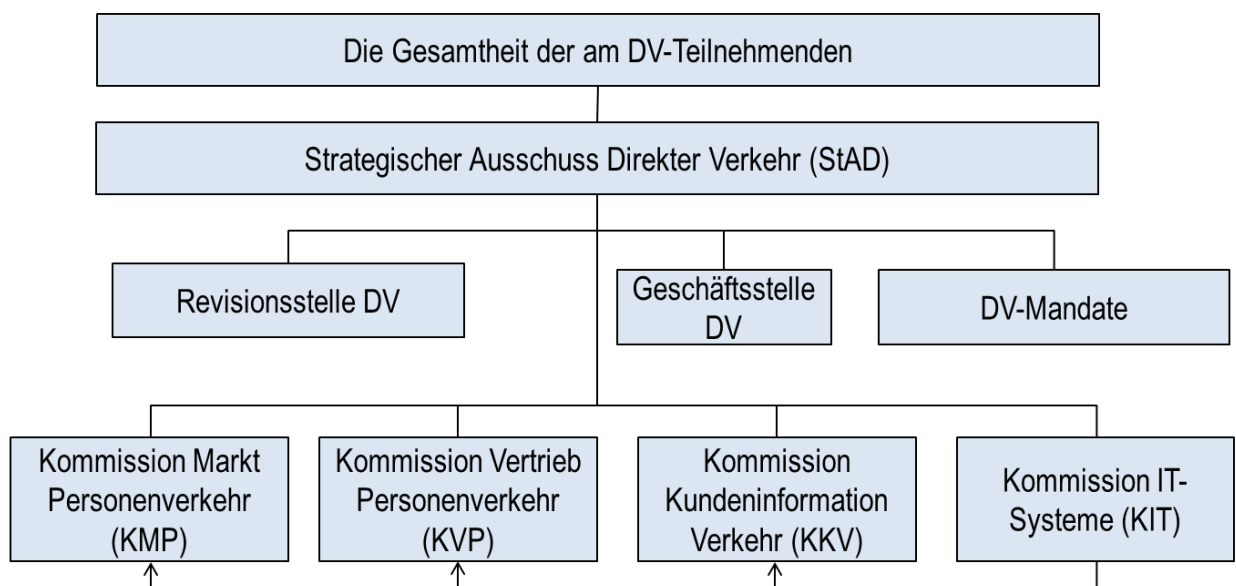 Die Gesamtheit der am DV-Teilnehmenden
Strategischer Ausschuss Direkter Verkehr (StAD)
Revisionsstelle DV
Geschäftsstelle
DV
DV-Mandate
Kommission Markt
Personenverkehr
(KMP)
Kommission Vertrieb
Personenverkehr
(KVP)
Kommission
Kundeninformation
Verkehr (KKV)
Kommission IT-
Systeme (KIT)